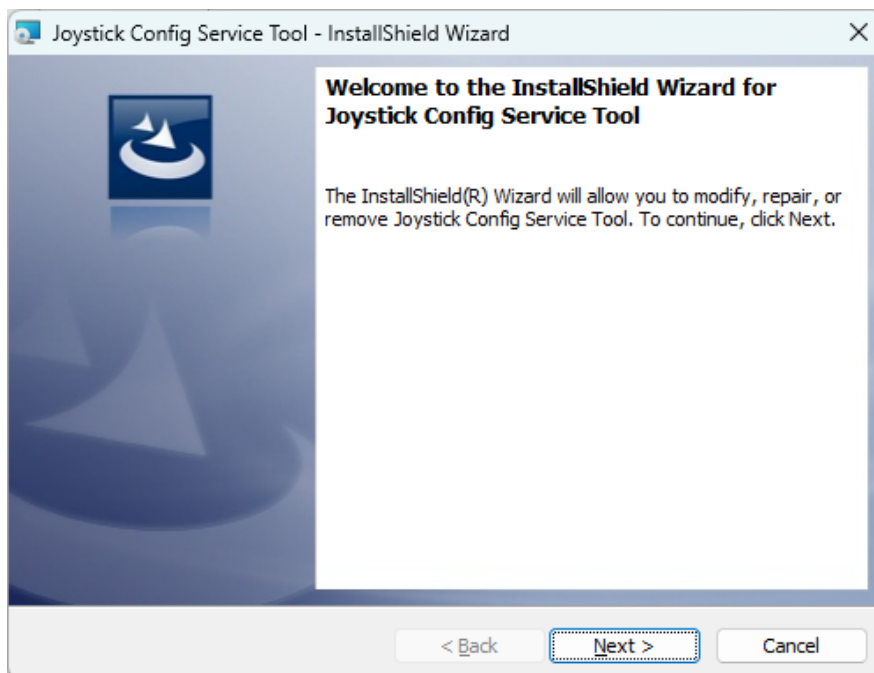 Joystick Config Service Tool - InstallShield Wizard
Welcome to the InstallShield Wizard for
Joystick Config Service Tool
The InstallShield(R) Wizard will allow you to modify, repair, or
remove Joystick Config Service Tool. To continue, click Next.
< Back
Next >
Cancel